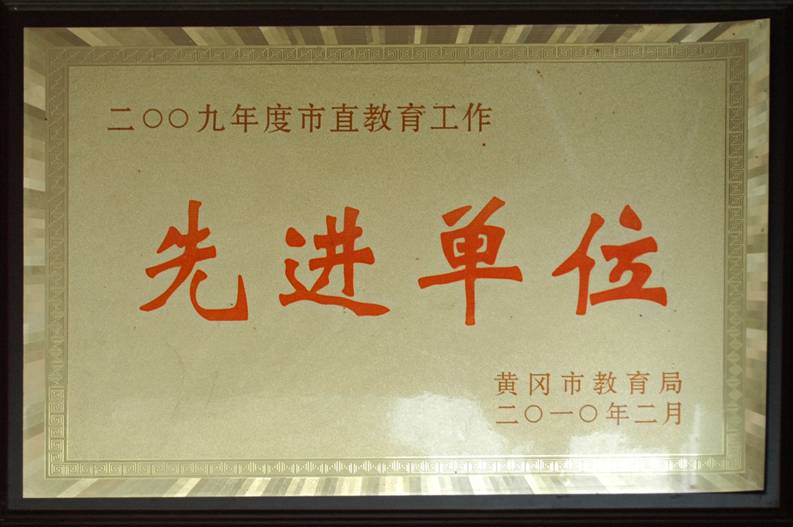 二〇〇九年度市直教育工作
先进单位
黄冈市教育局
二〇一〇年二月